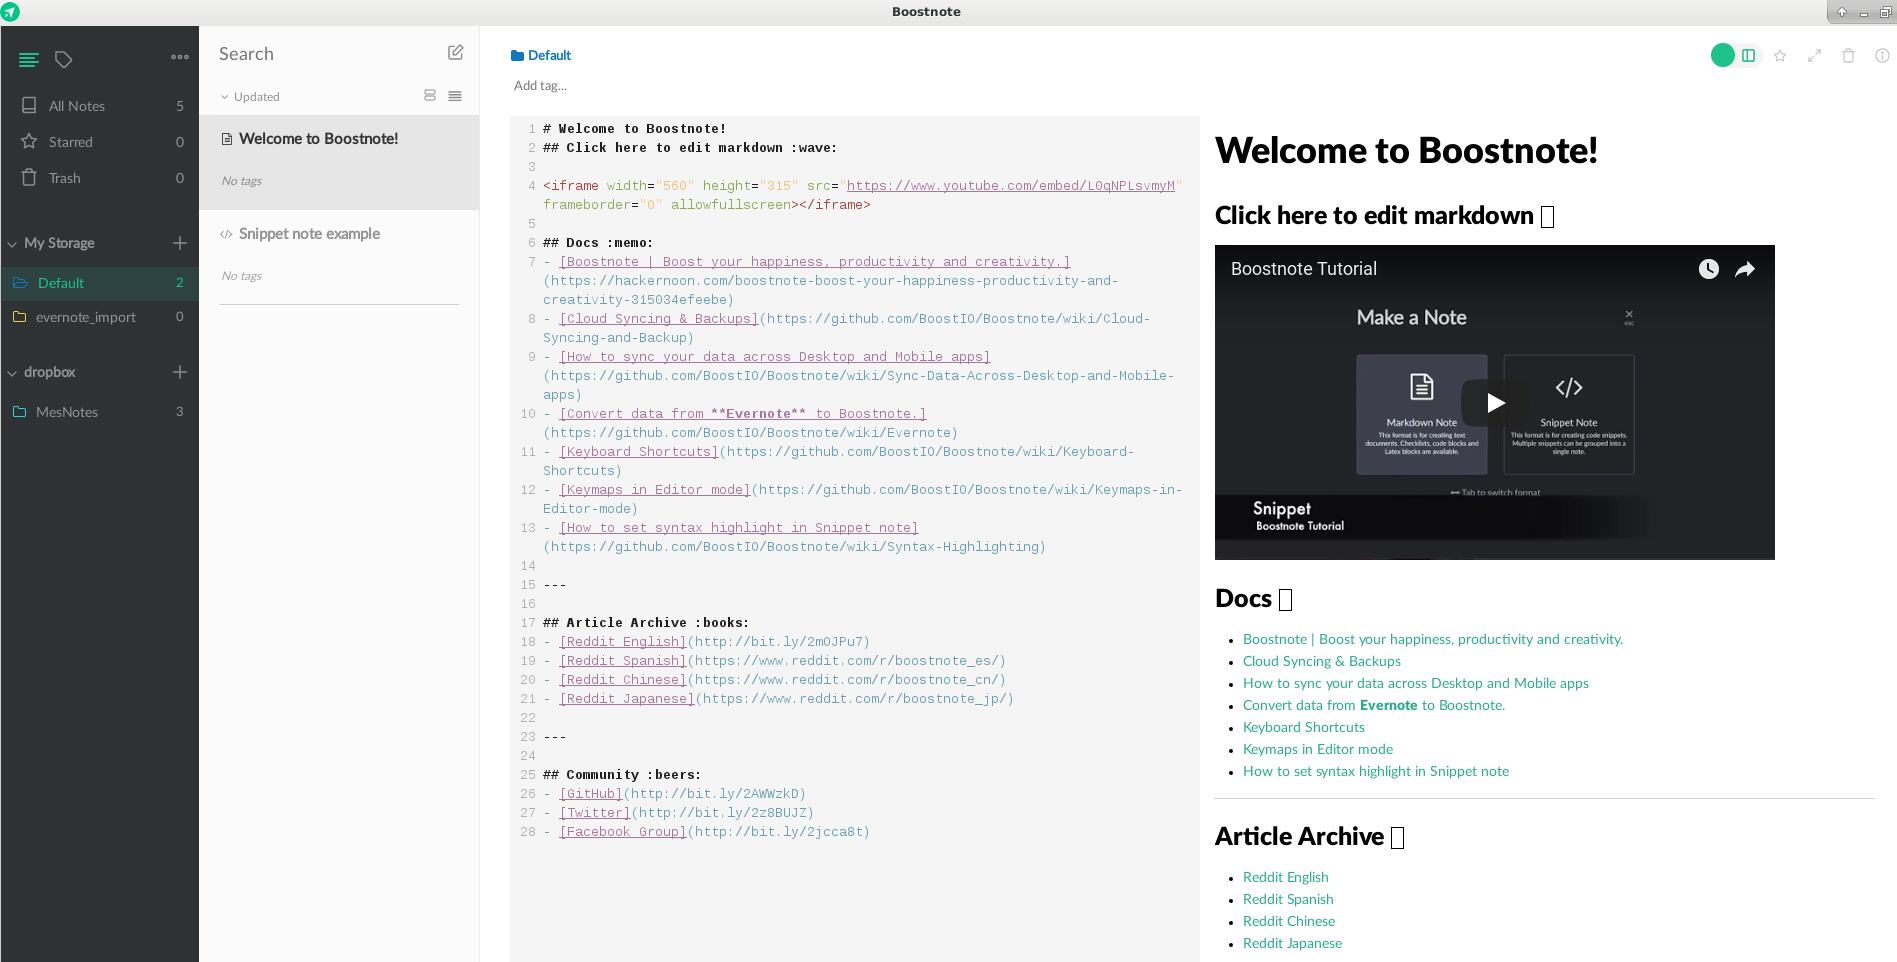 Boostnote
All Notes 5
Starred 0
Trash 0
My Storage
Default 2
evernote_import 0
dropbox
MesNotes 3
Search
Updated
Welcome to Boostnote!
No tags
Snippet note example
No tags
Default
Add tag...
1 # Welcome to Boostnote!
2 ## Click here to edit markdown :wave:
3
4 <iframe width="560" height="315" src="https://www.youtube.com/embed/L0qNPLsvmyM"
frameborder="0" allowfullscreen></iframe>
5
6 ## Docs :memo:
7 - [Boostnote | Boost your happiness, productivity and creativity.]
(https://hackernoon.com/boostnote-boost-your-happiness-productivity-and-
creativity-315034efeebe)
8 - [Cloud Syncing & Backups](https://github.com/BoostIO/Boostnote/wiki/Cloud-
Syncing-and-Backup)
9 - [How to sync your data across Desktop and Mobile apps]
(https://github.com/BoostIO/Boostnote/wiki/Sync-Data-Across-Desktop-and-Mobile-
apps)
10 - [Convert data from **Evernote** to Boostnote.]
(https://github.com/BoostIO/Boostnote/wiki/Evernote)
11 - [Keyboard Shortcuts](https://github.com/BoostIO/Boostnote/wiki/Keyboard-
Shortcuts)
12 - [Keymaps in Editor mode](https://github.com/BoostIO/Boostnote/wiki/Keymaps-in-
Editor-mode)
13 - [How to set syntax highlight in Snippet note]
(https://github.com/BoostIO/Boostnote/wiki/Syntax-Highlighting)
14
15 ---
16
17 ## Article Archive :books:
18 - [Reddit English](http://bit.ly/2mOJPu7)
19 - [Reddit Spanish](https://www.reddit.com/r/boostnote_es/)
20 - [Reddit Chinese](https://www.reddit.com/r/boostnote_cn/)
21 - [Reddit Japanese](https://www.reddit.com/r/boostnote_jp/)
22
23 ---
24
25 ## Community :beers:
26 - [GitHub](http://bit.ly/2AWWzkD)
27 - [Twitter](http://bit.ly/2z8BUJZ)
28 - [Facebook Group](http://bit.ly/2jcca8t)
Welcome to Boostnote!
Click here to edit markdown
Boostnote Tutorial
Make a Note
esc
Markdown Note
This format is for creating text
documents. Checklists, code blocks and
Latex blocks are available.
Snippet Note
This format is for creating code snippets.
Multiple snippets can be grouped into a
single note.
Tab to switch format
Snippet
Boostnote Tutorial
Docs
Boostnote | Boost your happiness, productivity and creativity.
Cloud Syncing & Backups
How to sync your data across Desktop and Mobile apps
Convert data from Evernote to Boostnote.
Keyboard Shortcuts
Keymaps in Editor mode
How to set syntax highlight in Snippet note
Article Archive
Reddit English
Reddit Spanish
Reddit Chinese
Reddit Japanese